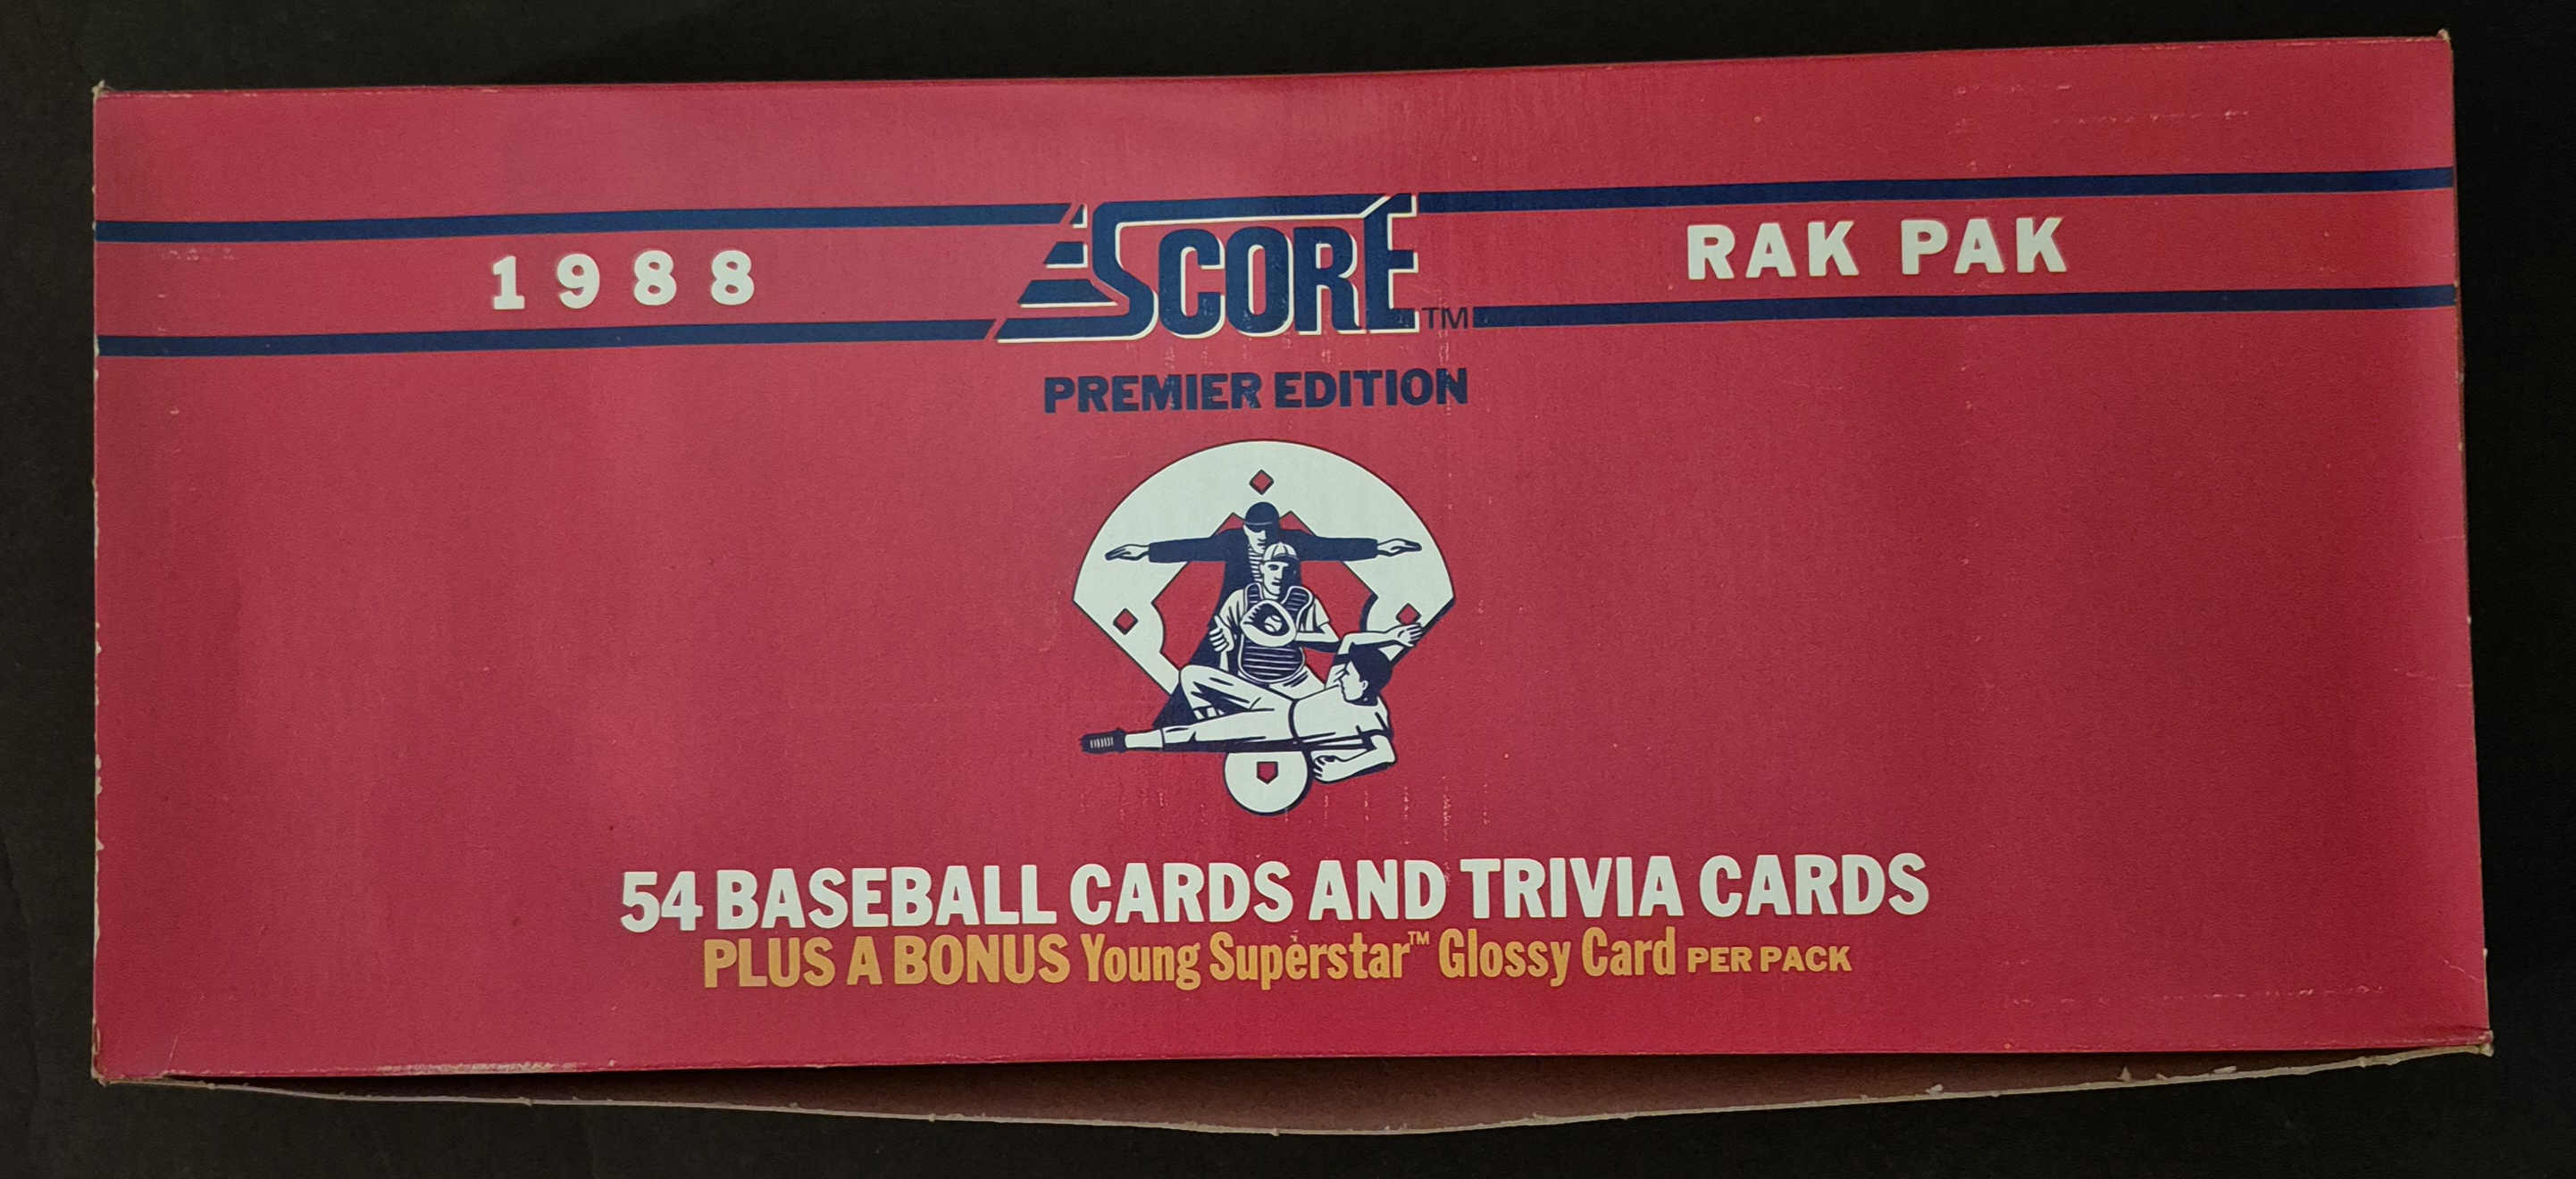 1988 SCORE™ RAK PAK
PREMIER EDITION
54 BASEBALL CARDS AND TRIVIA CARDS
PLUS A BONUS Young Superstar™ Glossy Card PER PACK